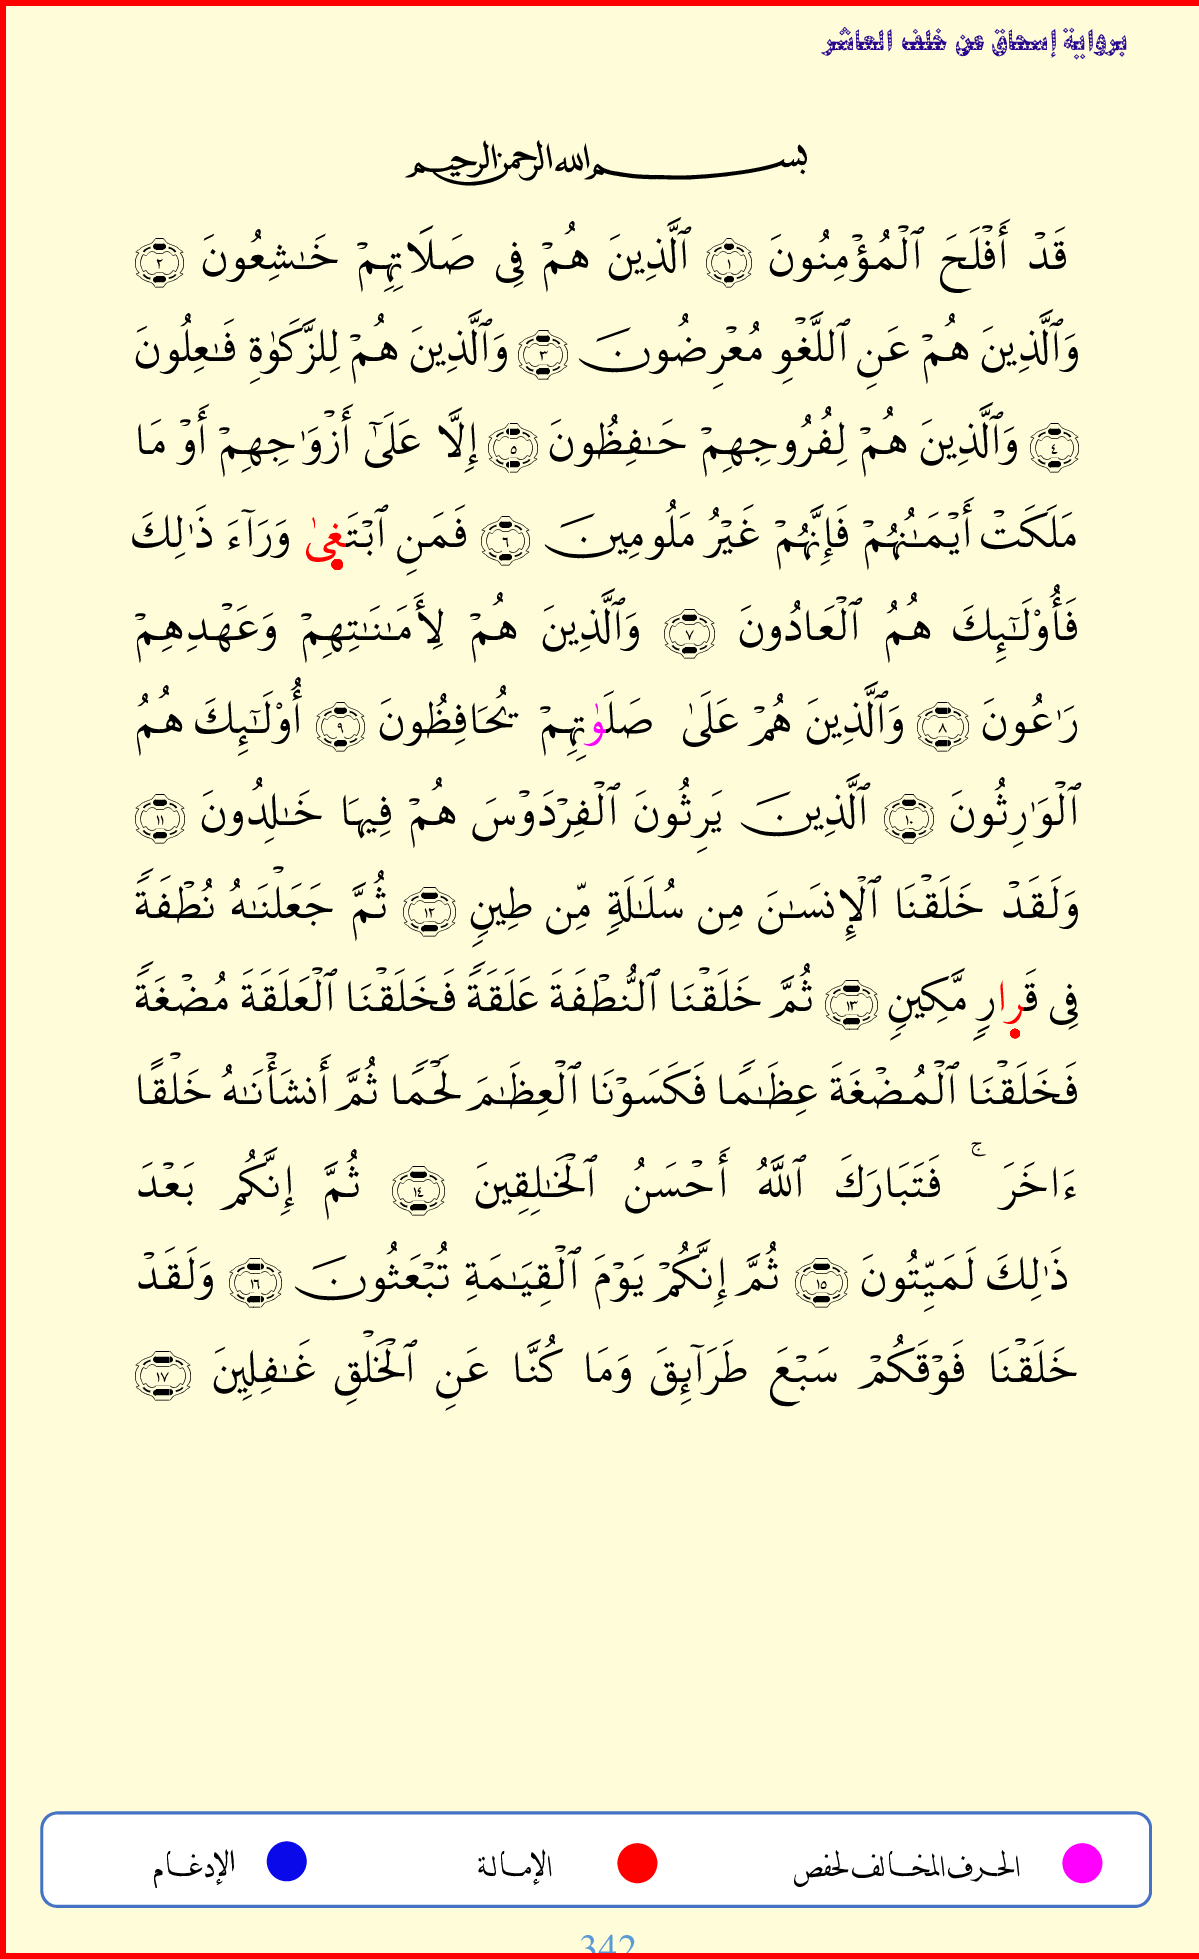 برواية إسحاق عن خلف العاشر
بسم الله الرحمن الرحيم
قَدۡ أَفۡلَحَ ٱلۡمُؤۡمِنُونَ ١ ٱلَّذِينَ هُمۡ فِي صَلَاتِهِمۡ خَٰشِعُونَ ٢
وَٱلَّذِينَ هُمۡ عَنِ ٱللَّغۡوِ مُعۡرِضُونَ ٣ وَٱلَّذِينَ هُمۡ لِلزَّكَوٰةِ فَٰعِلُونَ
٤ وَٱلَّذِينَ هُمۡ لِفُرُوجِهِمۡ حَٰفِظُونَ ٥ إِلَّا عَلَىٰٓ أَزۡوَٰجِهِمۡ أَوۡ مَا
مَلَكَتۡ أَيۡمَٰنُهُمۡ فَإِنَّهُمۡ غَيۡرُ مَلُومِينَ ٦ فَمَنِ ٱبۡتَغِىٰ وَرَآءَ ذَٰلِكَ
فَأُوْلَٰٓئِكَ هُمُ ٱلۡعَادُونَ ٧ وَٱلَّذِينَ هُمۡ لِأَمَٰنَٰتِهِمۡ وَعَهۡدِهِمۡ
رَٰعُونَ ٨ وَٱلَّذِينَ هُمۡ عَلَىٰ صَلَوٰتِهِمۡ يُحَافِظُونَ ٩ أُوْلَٰٓئِكَ هُمُ
ٱلۡوَٰرِثُونَ ١٠ ٱلَّذِينَ يَرِثُونَ ٱلۡفِرۡدَوۡسَ هُمۡ فِيهَا خَٰلِدُونَ ١١
وَلَقَدۡ خَلَقۡنَا ٱلۡإِنسَٰنَ مِن سُلَٰلَةٖ مِّن طِينٖ ١٢ ثُمَّ جَعَلۡنَٰهُ نُطۡفَةٗ
فِي قَرِارٖ مَّكِينٖ ١٣ ثُمَّ خَلَقۡنَا ٱلنُّطۡفَةَ عَلَقَةٗ فَخَلَقۡنَا ٱلۡعَلَقَةَ مُضۡغَةٗ
فَخَلَقۡنَا ٱلۡمُضۡغَةَ عِظَٰمٗا فَكَسَوۡنَا ٱلۡعِظَٰمَ لَحۡمٗا ثُمَّ أَنشَأۡنَٰهُ خَلۡقًا
ءَاخَرَ ۚ فَتَبَارَكَ ٱللَّهُ أَحۡسَنُ ٱلۡخَٰلِقِينَ ١٤ ثُمَّ إِنَّكُم بَعۡدَ
ذَٰلِكَ لَمَيِّتُونَ ١٥ ثُمَّ إِنَّكُمۡ يَوۡمَ ٱلۡقِيَٰمَةِ تُبۡعَثُونَ ١٦ وَلَقَدۡ
خَلَقۡنَا فَوۡقَكُمۡ سَبۡعَ طَرَآئِقَ وَمَا كُنَّا عَنِ ٱلۡخَلۡقِ غَٰفِلِينَ ١٧
الحرف المخالف لحفص الإمالة الإدغام
342